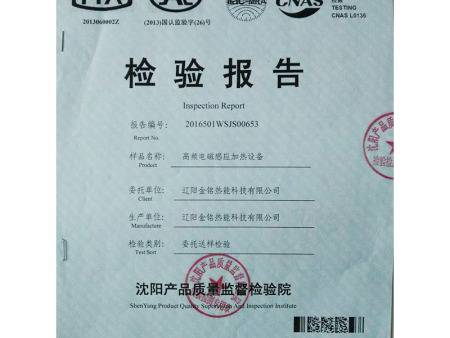 2013060002Z
(2013)国认监验字(26)号
ilac-MRA
CNAS
TESTING
CNAS L0136
检验报告
Inspection Report
报告编号: 2016501WSJS00653
Report No.
样品名称: 高频电磁感应加热设备
委托单位: 辽阳金铭热能科技有限公司
Client
生产单位: 辽阳金铭热能科技有限公司
Manufacture
检验类别: 委托送样检验
Test Sort
沈阳产品质量监督检验院
ShenYang Product Quality Supervision And Inspection Institute